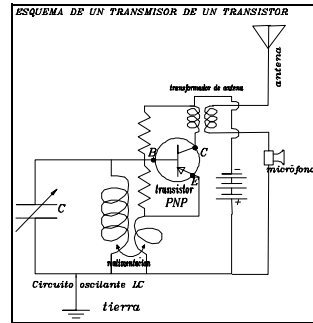 ESQUEMA DE UN TRANSMISOR DE UN TRANSISTOR
antena
transformador de antena
B
C
E
transistor
PNP
micrófono
-
+
C
realimentacion
Circuito oscilante LC
tierra